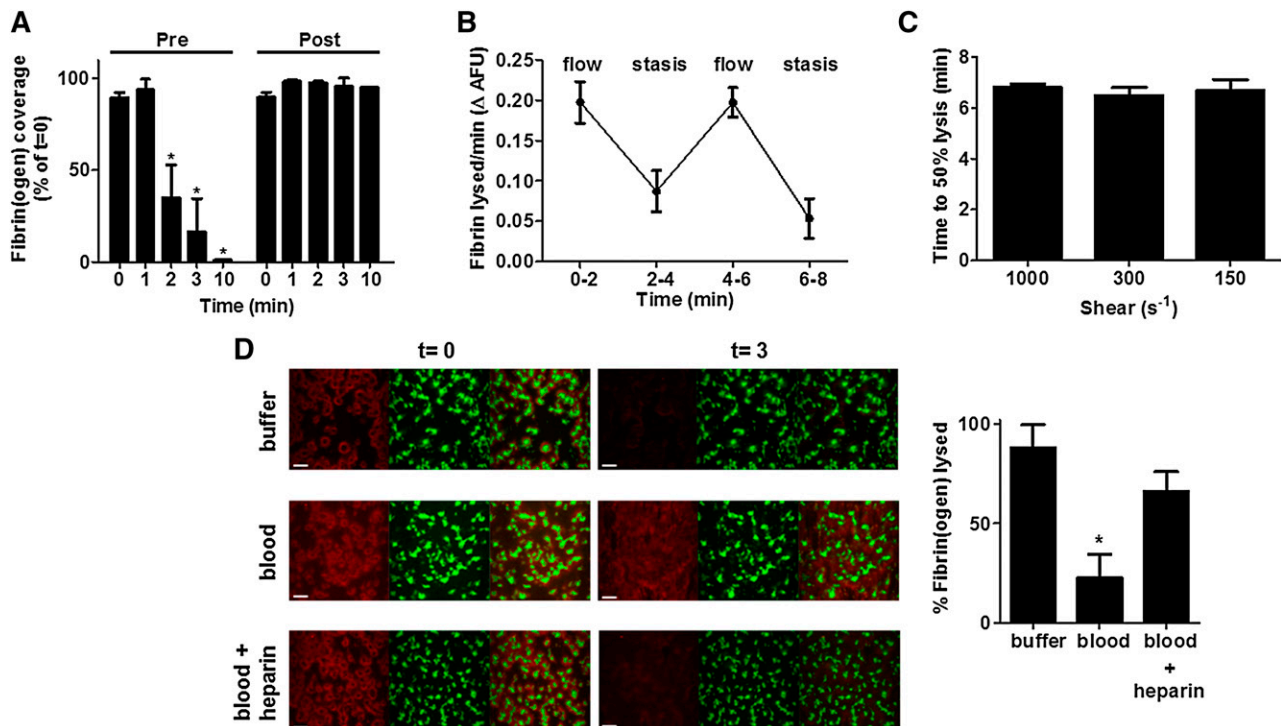 A
Pre Post
Fibrin(ogen) coverage
(% of t=0)
100
50
0
0 1 2 3 10 0 1 2 3 10
* * *
Time (min)
B
flow stasis flow stasis
Fibrin lysed/min (Δ AFU)
0.25
0.20
0.15
0.10
0.05
0.00
0-2 2-4 4-6 6-8
Time (min)
C
Time to 50% lysis (min)
8
6
4
2
0
1000 300 150
Shear (s-1)
D
t= 0 t= 3
buffer
blood
blood +
heparin
% Fibrin(ogen) lysed
100
50
0
*
buffer blood blood
+
heparin